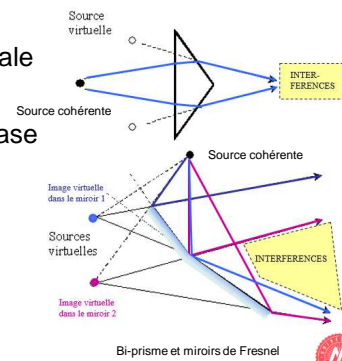 Source
virtuelle
ale
INTER-
FERENCES
Source cohérente
ase
Source cohérente
Image virtuelle
dans le miroir 1
Sources
virtuelles
INTERFERENCES
Image virtuelle
dans le miroir 2
Bi-prisme et miroirs de Fresnel